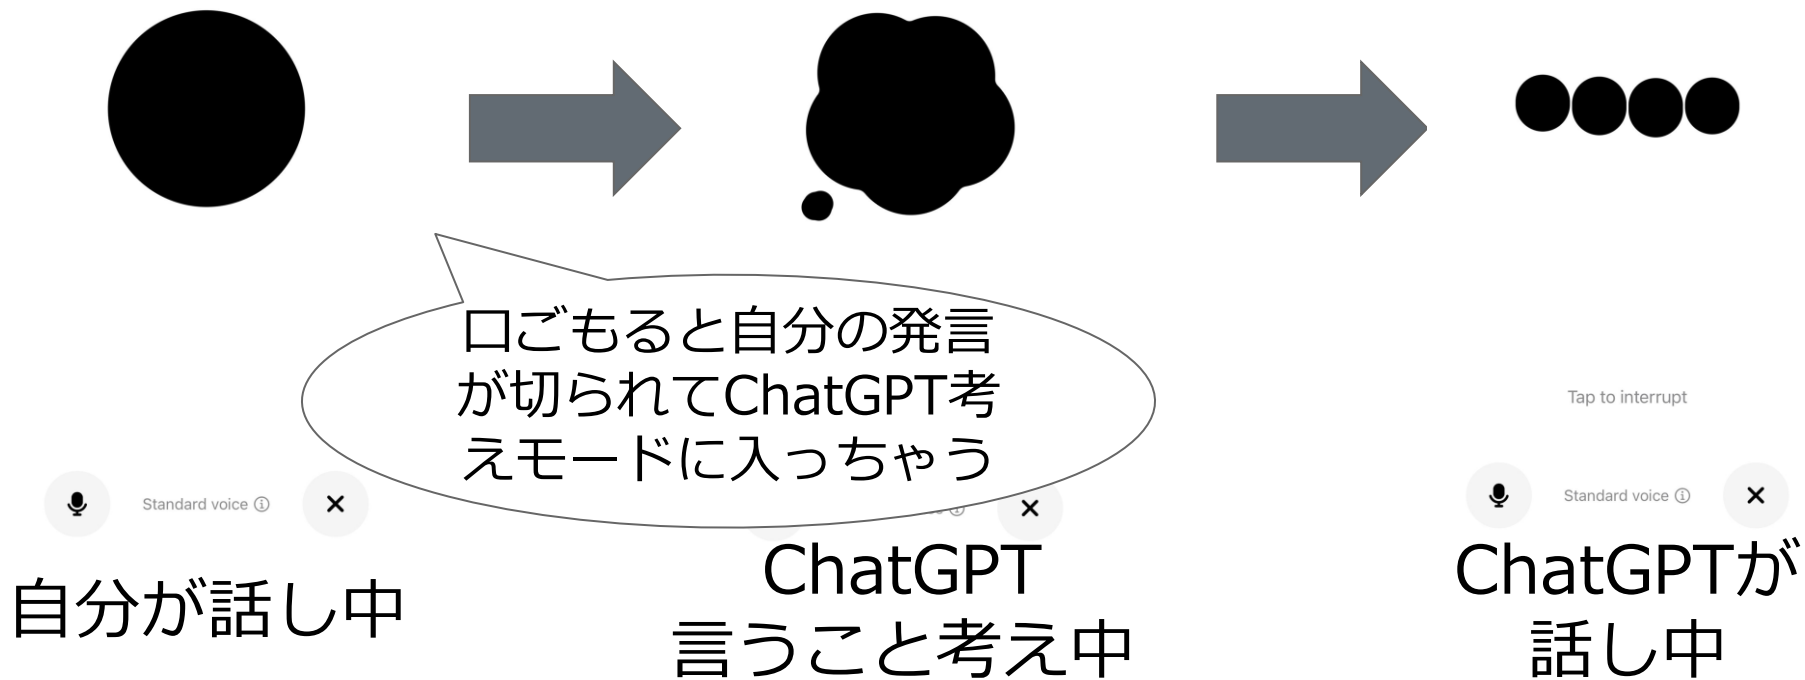 口ごもると自分の発言
が切られてChatGPT考
えモードに入っちゃう
Tap to interrupt
Standard voice
Standard voice
自分が話し中
ChatGPT
言うこと考え中
ChatGPTが
話し中